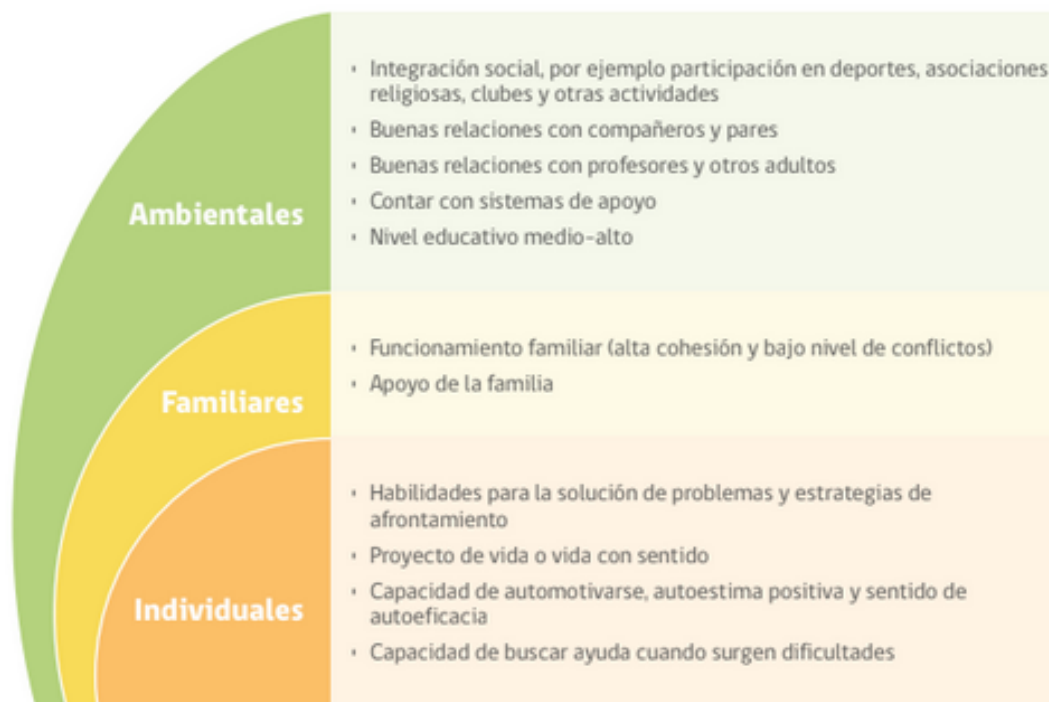 Ambientales
· Integración social, por ejemplo participación en deportes, asociaciones
religiosas, clubes y otras actividades
· Buenas relaciones con compañeros y pares
· Buenas relaciones con profesores y otros adultos
· Contar con sistemas de apoyo
· Nivel educativo medio-alto
Familiares
· Funcionamiento familiar (alta cohesión y bajo nivel de conflictos)
· Apoyo de la familia
Individuales
· Habilidades para la solución de problemas y estrategias de
afrontamiento
· Proyecto de vida o vida con sentido
· Capacidad de automotivarse, autoestima positiva y sentido de
autoeficacia
· Capacidad de buscar ayuda cuando surgen dificultades